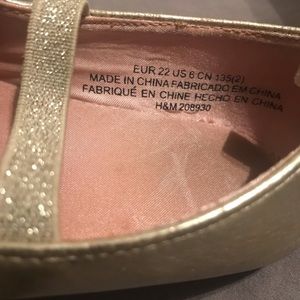 EUR 22 US 6 CN 135(2)
MADE IN CHINA FABRICADO EM CHINA
FABRIQUÉ EN CHINE HECHO EN CHINA
H&M 208930